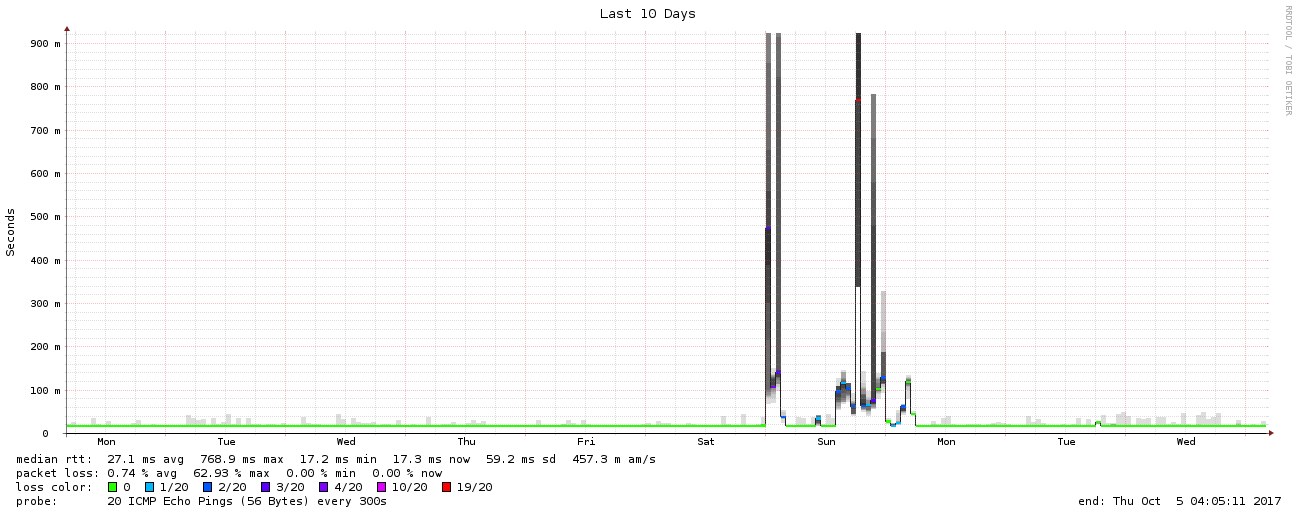 Last 10 Days
RRDTOOL / TOBI OETIKER
Seconds
900 m
800 m
700 m
600 m
500 m
400 m
300 m
200 m
100 m
0
Mon Tue Wed Thu Fri Sat Sun Mon Tue Wed
median rtt: 27.1 ms avg 768.9 ms max 17.2 ms min 17.3 ms now 59.2 ms sd 457.3 m am/s
packet loss: 0.74 % avg 62.93 % max 0.00 % min 0.00 % now
loss color: 0 1/20 2/20 3/20 4/20 10/20 19/20
probe: 20 ICMP Echo Pings (56 Bytes) every 300s end: Thu Oct 5 04:05:11 2017